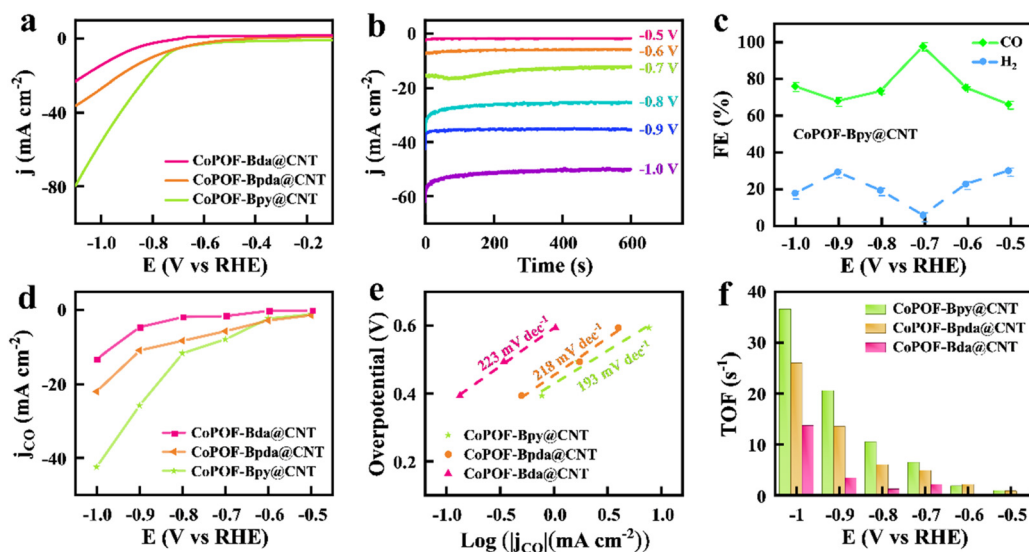 a
j (mA cm⁻²)
0
-40
-80
CoPOF-Bda@CNT
CoPOF-Bpda@CNT
CoPOF-Bpy@CNT
-1.0 -0.8 -0.6 -0.4 -0.2
E (V vs RHE)
b
j (mA cm⁻²)
0
-20
-40
-60
-0.5 V
-0.6 V
-0.7 V
-0.8 V
-0.9 V
-1.0 V
0 200 400 600
Time (s)
c
FE (%)
100
80
60
40
20
0
CO
H₂
CoPOF-Bpy@CNT
-1.0 -0.9 -0.8 -0.7 -0.6 -0.5
E (V vs RHE)
d
jCO (mA cm⁻²)
0
-20
-40
CoPOF-Bda@CNT
CoPOF-Bpda@CNT
CoPOF-Bpy@CNT
-1.0 -0.9 -0.8 -0.7 -0.6 -0.5
E (V vs RHE)
e
Overpotential (V)
0.6
0.4
0.2
223 mV dec⁻¹
218 mV dec⁻¹
193 mV dec⁻¹
CoPOF-Bpy@CNT
CoPOF-Bpda@CNT
CoPOF-Bda@CNT
-1.0 -0.5 0.0 0.5 1.0
Log (|jCO|(mA cm⁻²)
f
TOF (s⁻¹)
40
30
20
10
0
CoPOF-Bpy@CNT
CoPOF-Bpda@CNT
CoPOF-Bda@CNT
-1 -0.9 -0.8 -0.7 -0.6 -0.5
E (V vs RHE)